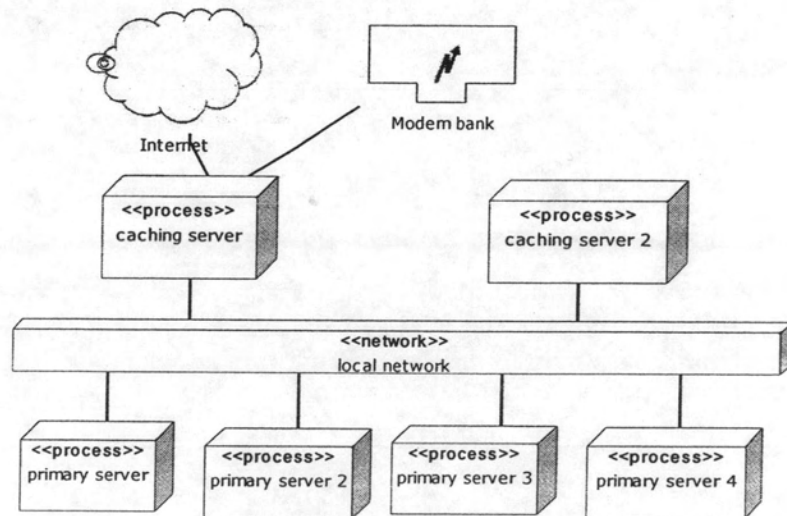 Internet
Modem bank
<<process>>
caching server
<<process>>
caching server 2
<<network>>
local network
<<process>>
primary server
<<process>>
primary server 2
<<process>>
primary server 3
<<process>>
primary server 4